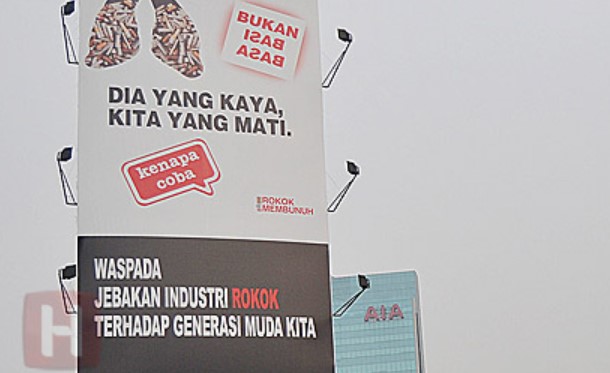 BUKAN
BASI
BASA
DIA YANG KAYA,
KITA YANG MATI.
kenapa
coba
ROKOK
MEMBUNUH
WASPADA
JEBAKAN INDUSTRI ROKOK
TERHADAP GENERASI MUDA KITA
AIA
H